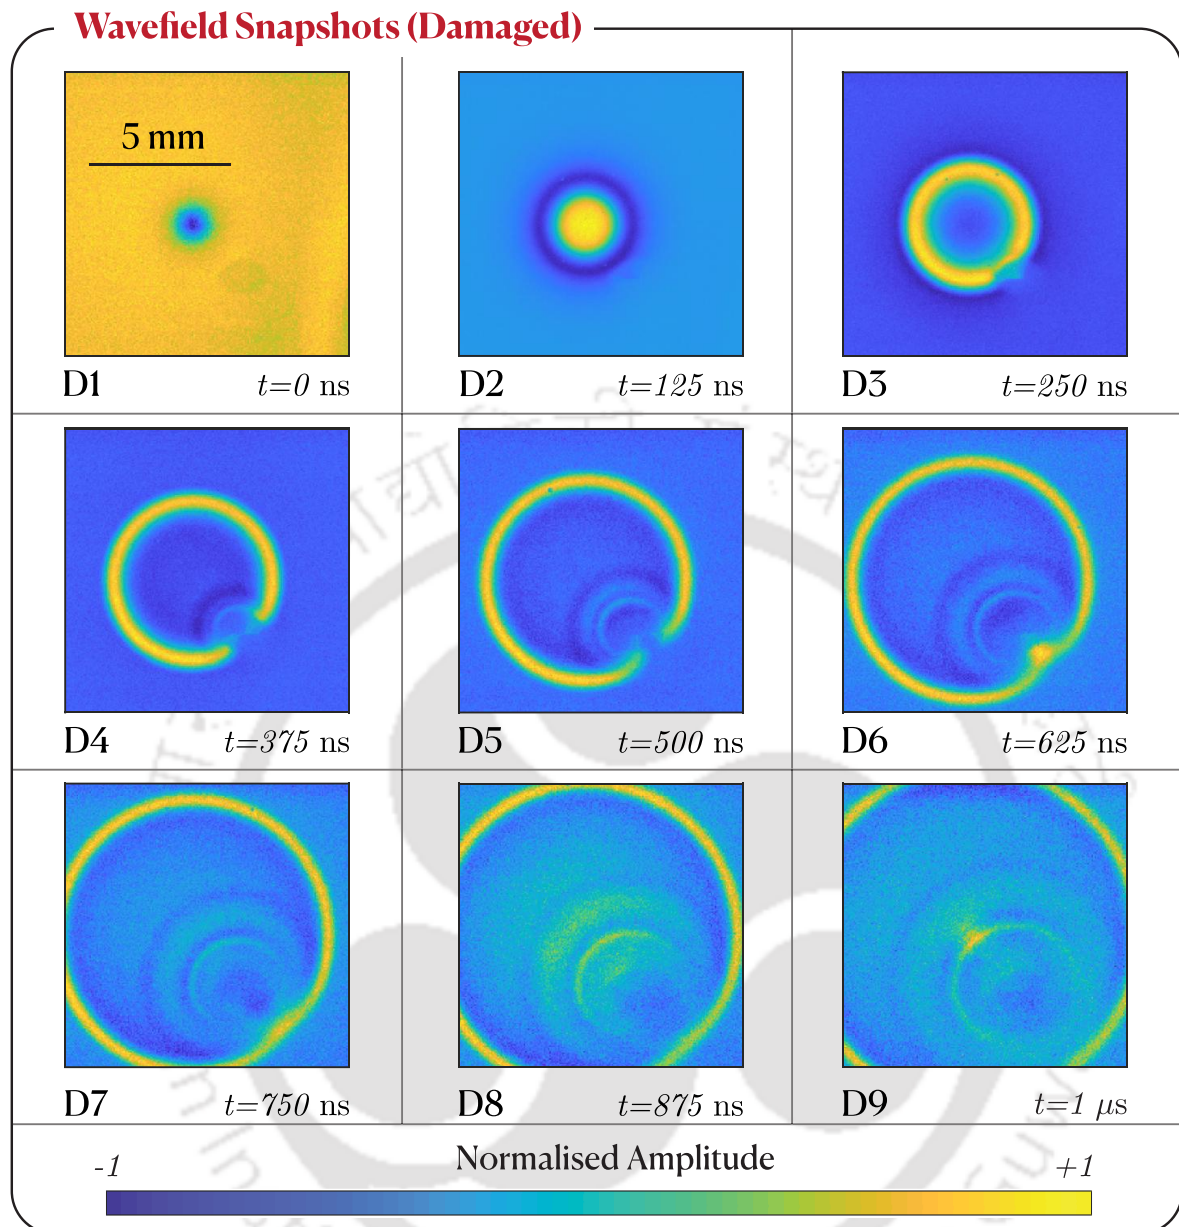 Wavefield Snapshots (Damaged)
5 mm
D1 t=0 ns
D2 t=125 ns
D3 t=250 ns
D4 t=375 ns
D5 t=500 ns
D6 t=625 ns
D7 t=750 ns
D8 t=875 ns
D9 t=1 μs
Normalised Amplitude
-1 +1